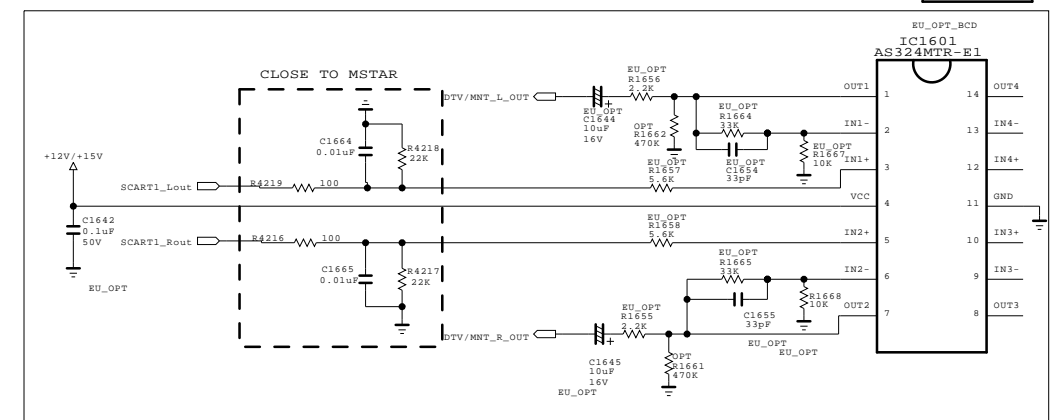 EU_OPT_BCD
IC1601
AS324MTR-E1
CLOSE TO MSTAR
DTV/MNT_L_OUT
EU_OPT
C1644
10uF
16V
EU_OPT
R1656
2.2K
OPT
R1662
470K
EU_OPT
R1664
33K
EU_OPT
C1654
33pF
EU_OPT
R1667
10K
EU_OPT
R1657
5.6K
OUT1
1
14
OUT4
IN1-
2
13
IN4-
IN1+
3
12
IN4+
VCC
4
11
GND
IN2+
5
10
IN3+
IN2-
6
9
IN3-
OUT2
7
8
OUT3
+12V/+15V
C1642
0.1uF
50V
EU_OPT
SCART1_Lout
R4219
100
C1664
0.01uF
R4218
22K
SCART1_Rout
R4216
100
C1665
0.01uF
R4217
22K
EU_OPT
R1658
5.6K
EU_OPT
R1665
33K
C1655
33pF
EU_OPT
R1668
10K
EU_OPT
DTV/MNT_R_OUT
EU_OPT
R1655
2.2K
C1645
10uF
16V
EU_OPT
OPT
R1661
470K